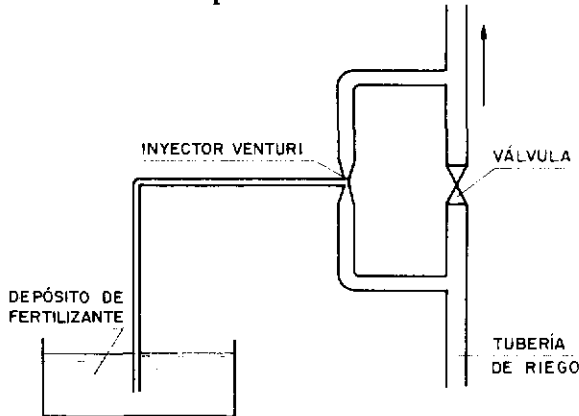 INYECTOR VENTURI
VÁLVULA
DEPÓSITO DE
FERTILIZANTE
TUBERÍA
DE RIEGO